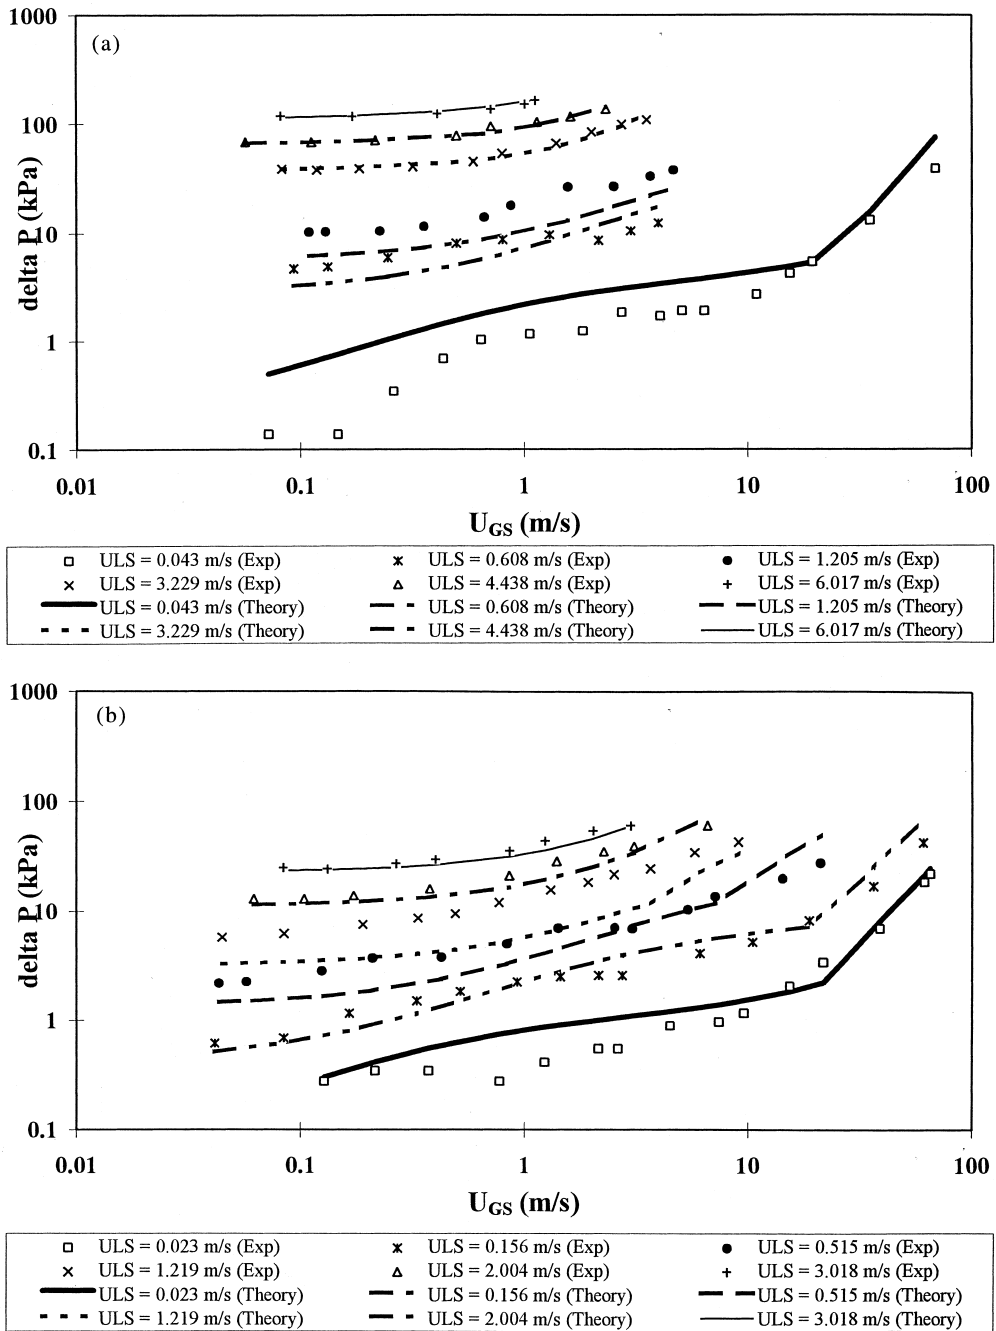 1000
(a)
100
10
1
0.1
delta P (kPa)
0.01 0.1 1 10 100
UGS (m/s)
ULS = 0.043 m/s (Exp) ULS = 0.608 m/s (Exp) ULS = 1.205 m/s (Exp)
ULS = 3.229 m/s (Exp) ULS = 4.438 m/s (Exp) ULS = 6.017 m/s (Exp)
ULS = 0.043 m/s (Theory) ULS = 0.608 m/s (Theory) ULS = 1.205 m/s (Theory)
ULS = 3.229 m/s (Theory) ULS = 4.438 m/s (Theory) ULS = 6.017 m/s (Theory)
1000
(b)
100
10
1
0.1
delta P (kPa)
0.01 0.1 1 10 100
UGS (m/s)
ULS = 0.023 m/s (Exp) ULS = 0.156 m/s (Exp) ULS = 0.515 m/s (Exp)
ULS = 1.219 m/s (Exp) ULS = 2.004 m/s (Exp) ULS = 3.018 m/s (Exp)
ULS = 0.023 m/s (Theory) ULS = 0.156 m/s (Theory) ULS = 0.515 m/s (Theory)
ULS = 1.219 m/s (Theory) ULS = 2.004 m/s (Theory) ULS = 3.018 m/s (Theory)